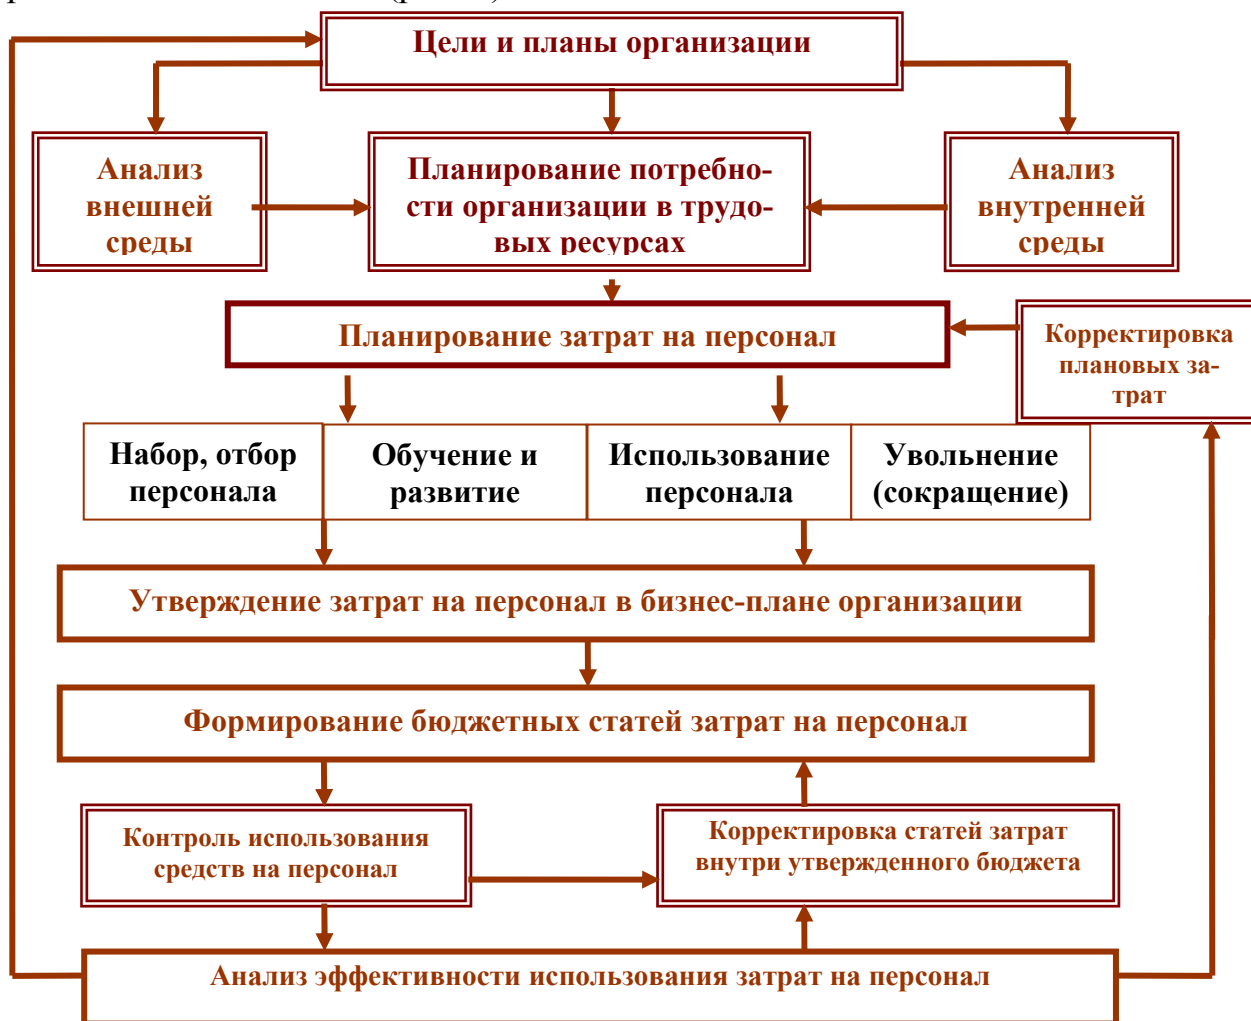 Цели и планы организации
Анализ
внешней
среды
Планирование потребно-
сти организации в трудо-
вых ресурсах
Анализ
внутренней
среды
Планирование затрат на персонал
Корректировка
плановых за-
трат
Набор, отбор
персонала
Обучение и
развитие
Использование
персонала
Увольнение
(сокращение)
Утверждение затрат на персонал в бизнес-плане организации
Формирование бюджетных статей затрат на персонал
Контроль использования
средств на персонал
Корректировка статей затрат
внутри утвержденного бюджета
Анализ эффективности использования затрат на персонал